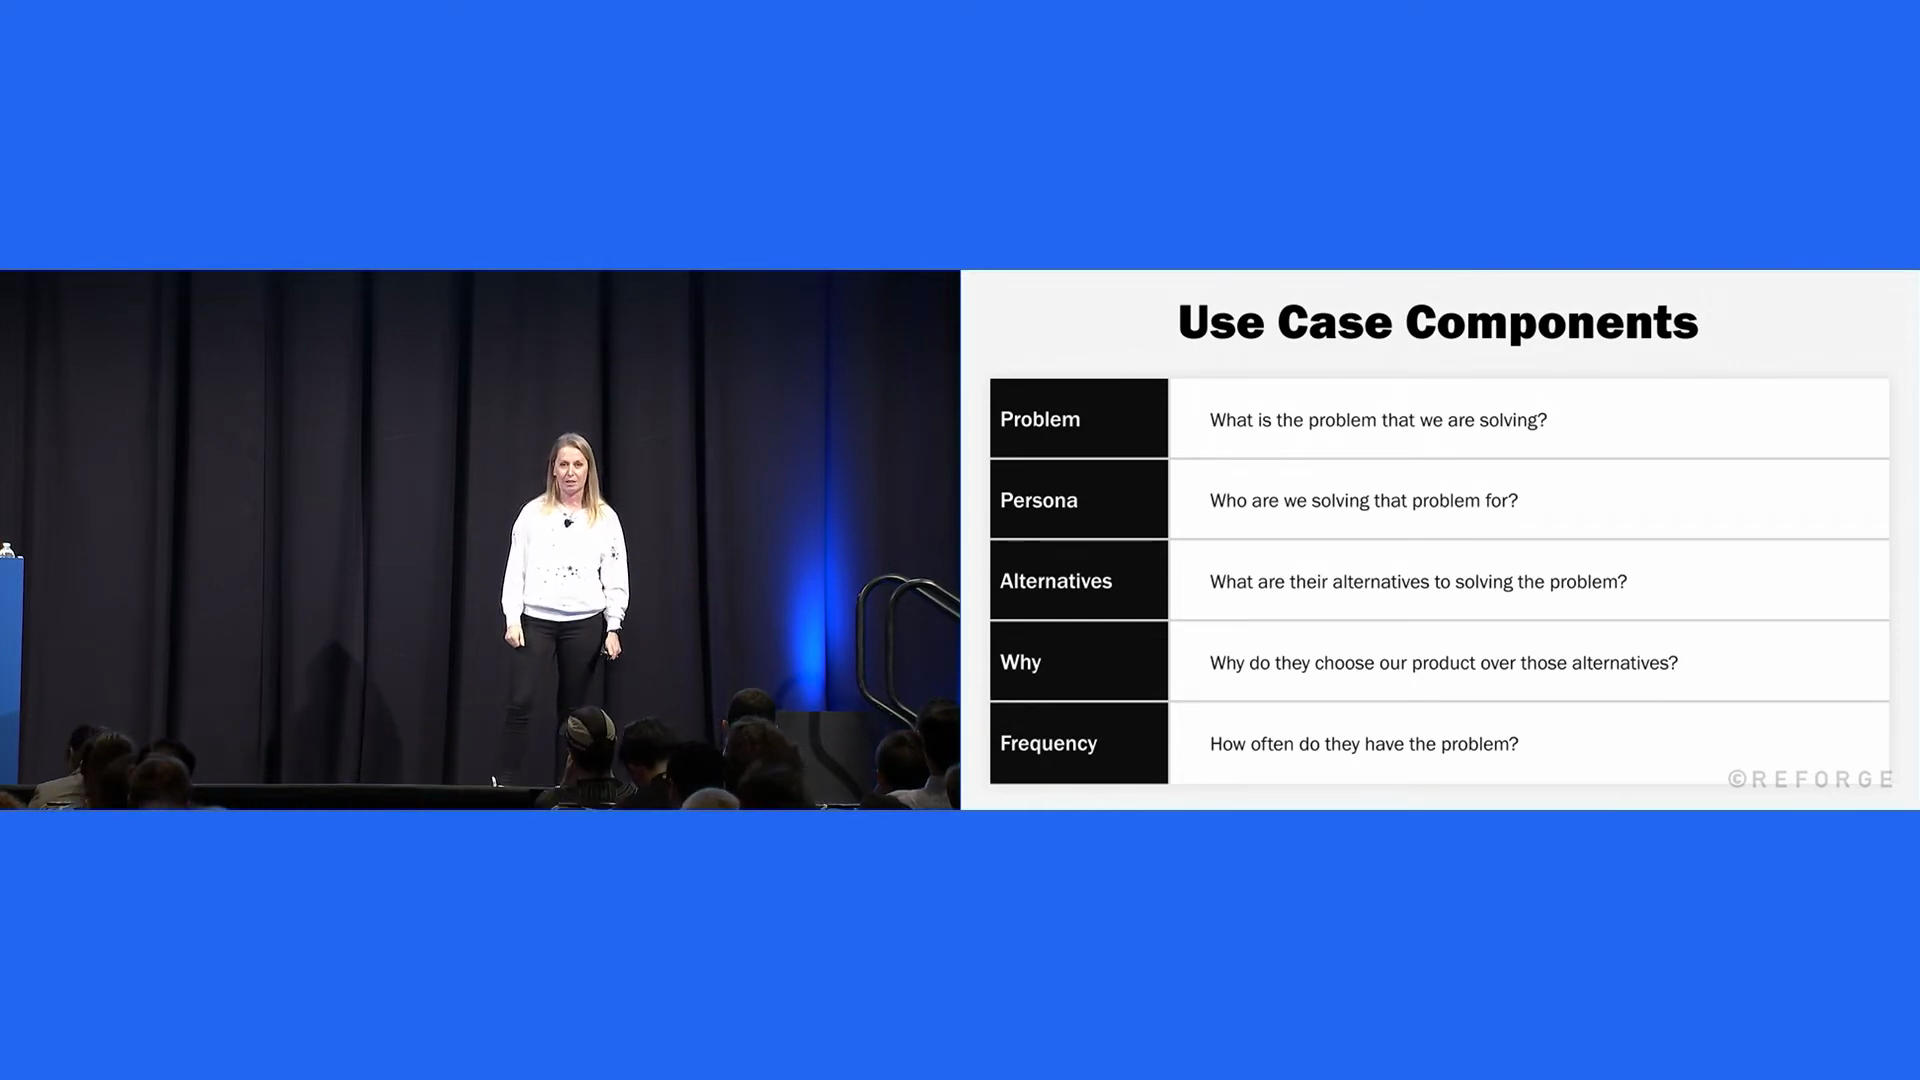 Use Case Components
Problem
What is the problem that we are solving?
Persona
Who are we solving that problem for?
Alternatives
What are their alternatives to solving the problem?
Why
Why do they choose our product over those alternatives?
Frequency
How often do they have the problem?
©REFORGE